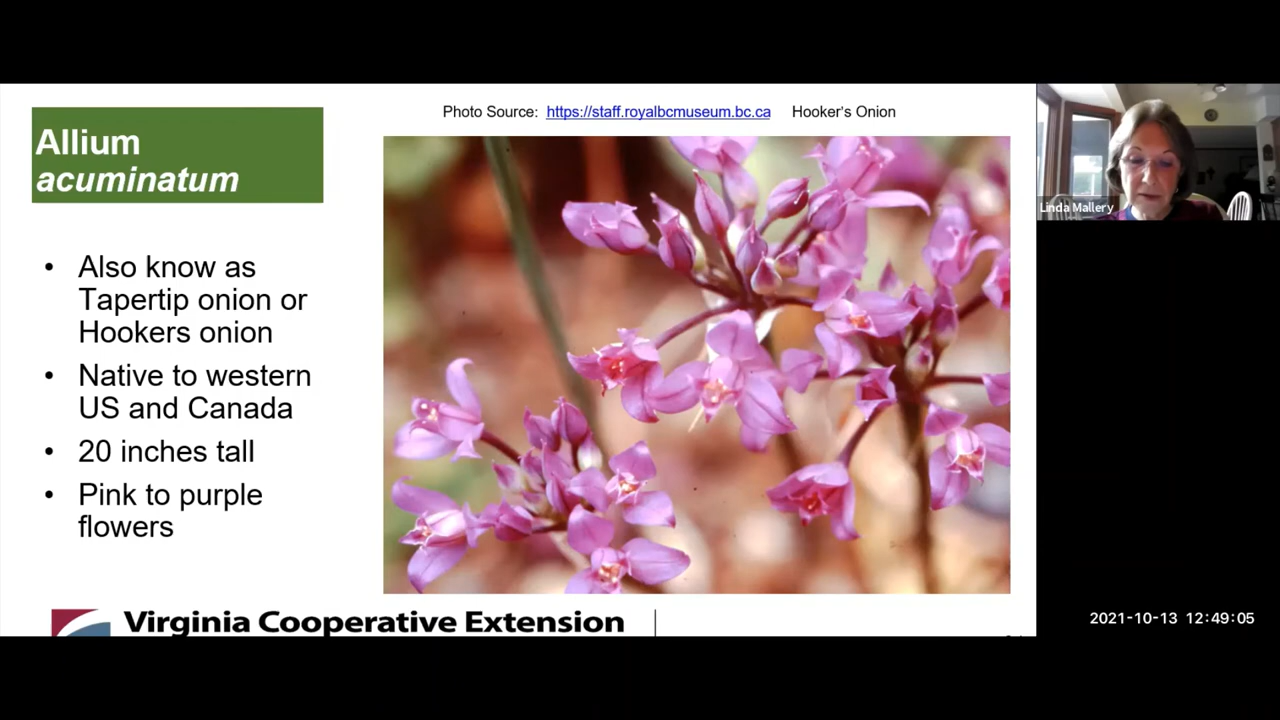 Allium
acuminatum
Photo Source: https://staff.royalbcmuseum.bc.ca Hooker's Onion
• Also know as
Tapertip onion or
Hookers onion
• Native to western
US and Canada
• 20 inches tall
• Pink to purple
flowers
Virginia Cooperative Extension
Linda Mallery
2021-10-13 12:49:05